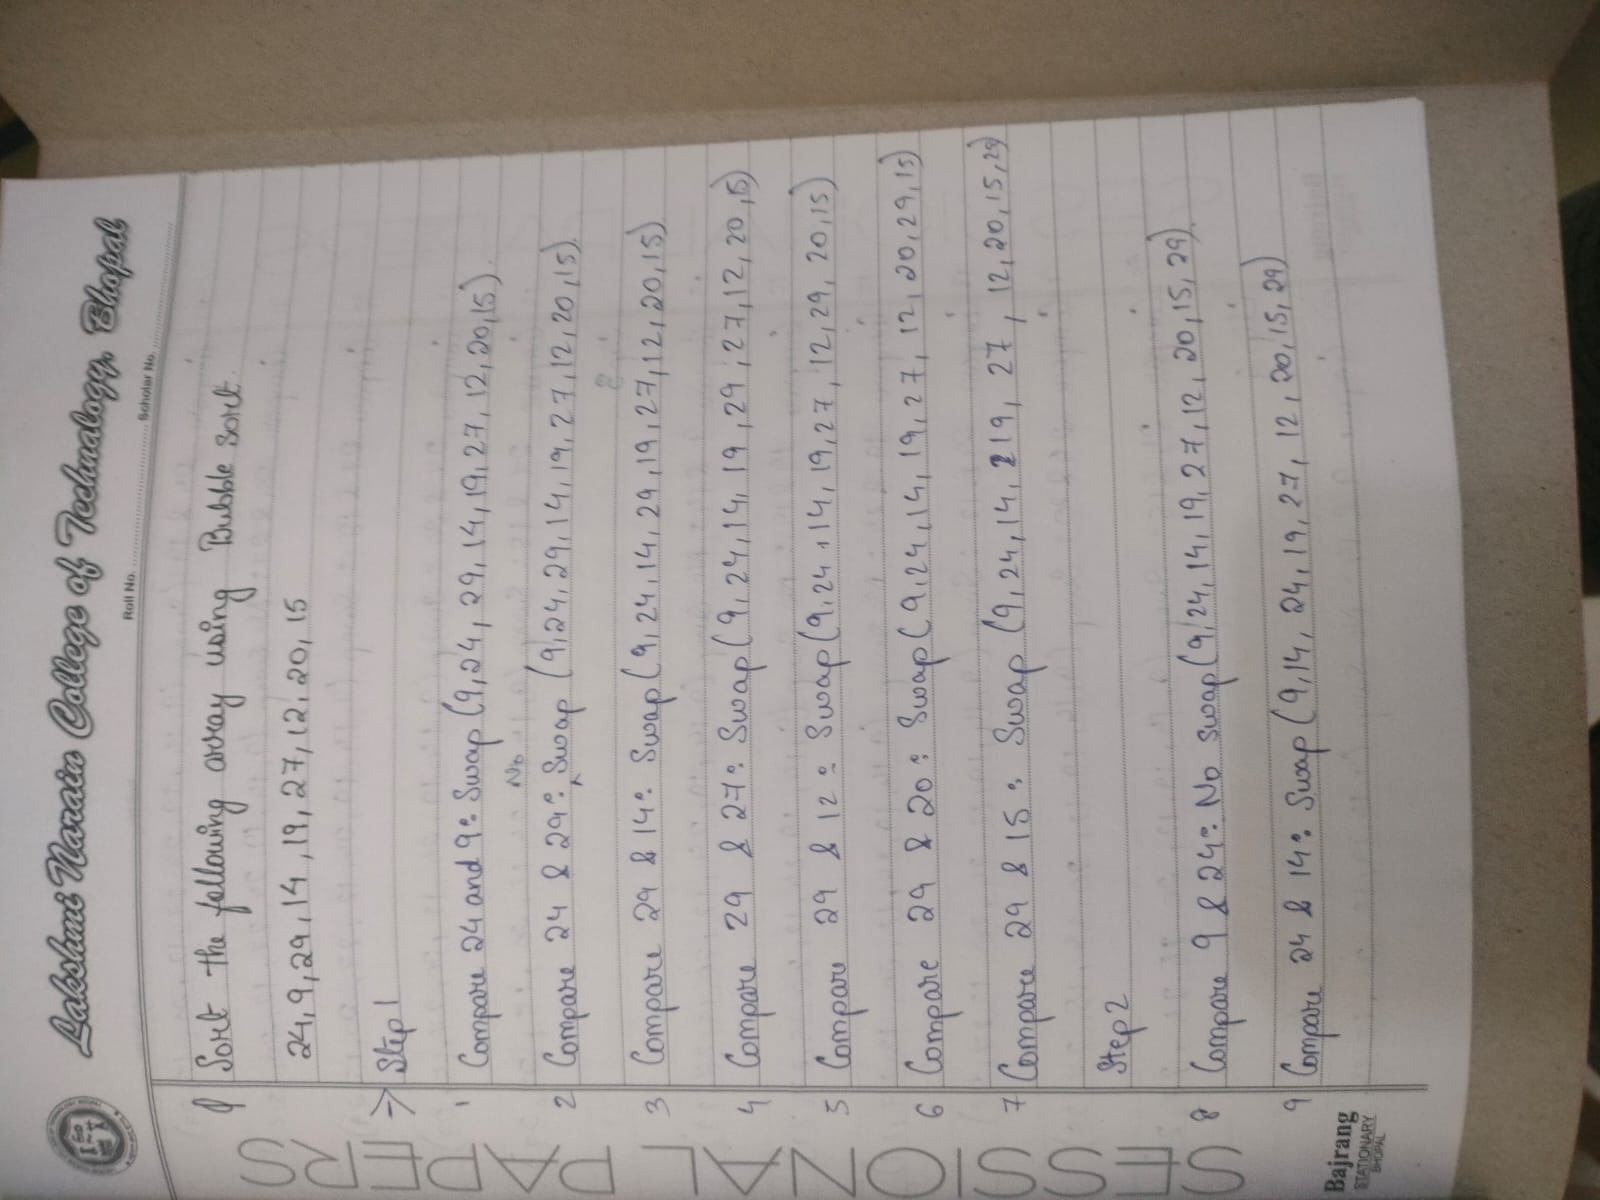 Lakshmi Narain College of Technology, Bhopal
Roll No. Scholar No.
SESSIONAL PAPERS
Q Sort the following array using Bubble sort.
24, 9, 29, 14, 19, 27, 12, 20, 15
=> Step 1
1 Compare 24 and 9: Swap (9, 24, 29, 14, 19, 27, 12, 20, 15).
2 Compare 24 & 29: No Swap (9, 24, 29, 14, 19, 27, 12, 20, 15).
3 Compare 29 & 14: Swap (9, 24, 14, 29, 19, 27, 12, 20, 15)
4 Compare 29 & 27: Swap (9, 24, 14, 19, 29, 27, 12, 20, 15)
5 Compare 29 & 12: Swap (9, 24, 14, 19, 27, 12, 29, 20, 15)
6 Compare 29 & 20: Swap (9, 24, 14, 19, 27, 12, 20, 29, 15)
7 Compare 29 & 15: Swap (9, 24, 14, 19, 27, 12, 20, 15, 29)
Step 2
8 Compare 9 & 24: No swap (9, 24, 14, 19, 27, 12, 20, 15, 29)
9 Compare 24 & 14: Swap (9, 14, 24, 19, 27, 12, 20, 15, 29)
Bajrang
STATIONARY
BHOPAL